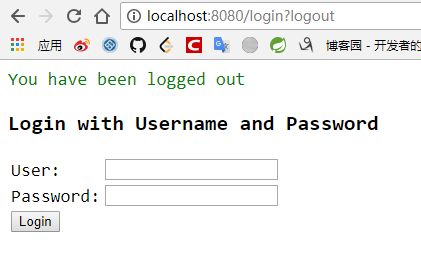 localhost:8080/login?logout
应用 博客园 - 开发者的
You have been logged out
Login with Username and Password
User:
Password:
Login